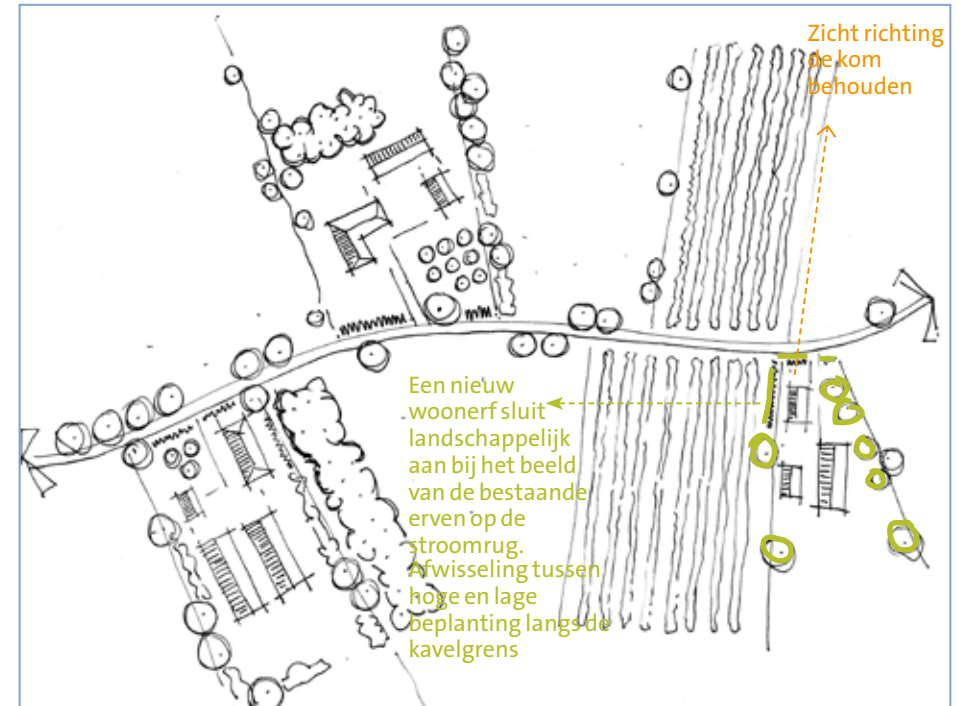 Zicht richting
de kom
behouden
Een nieuw
woonerf sluit
landschappelijk
aan bij het beeld
van de bestaande
erven op de
stroomrug.
Afwisseling tussen
hoge en lage
beplanting langs de
kavelgrens